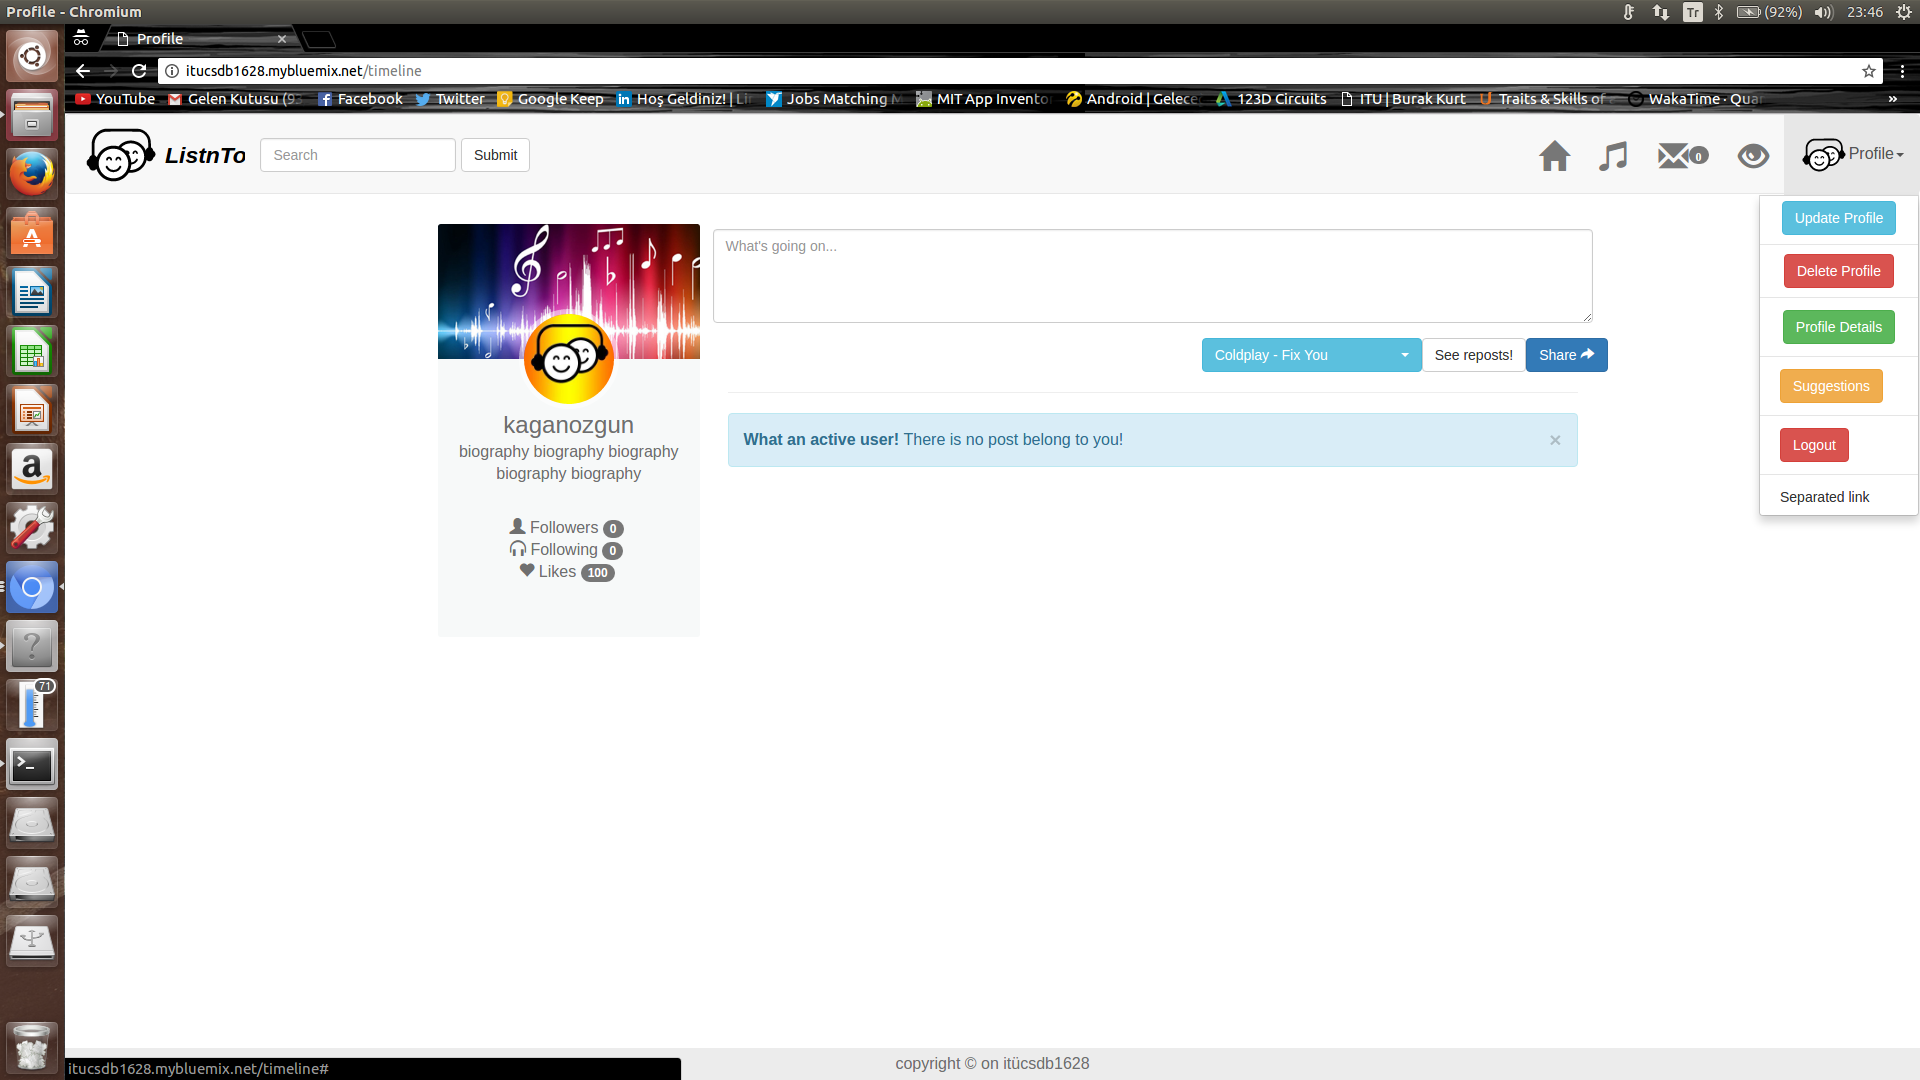 Profile - Chromium
Tr (92%) 23:46
Profile
itucsdb1628.mybluemix.net/timeline
YouTube Gelen Kutusu (9 Facebook Twitter Google Keep Hoş Geldiniz! | Li Jobs Matching M MIT App Invento Android | Gelece 123D Circuits ITU | Burak Kurt Traits & Skills of WakaTime · Qua »
ListnTo Search Submit 0 Profile
Update Profile
Delete Profile
Profile Details
Suggestions
Logout
Separated link
What's going on...
Coldplay - Fix You See reposts! Share
What an active user! There is no post belong to you! ×
kaganozgun
biography biography biography
biography biography
Followers 0
Following 0
Likes 100
71
copyright © on itücsdb1628
itucsdb1628.mybluemix.net/timeline#